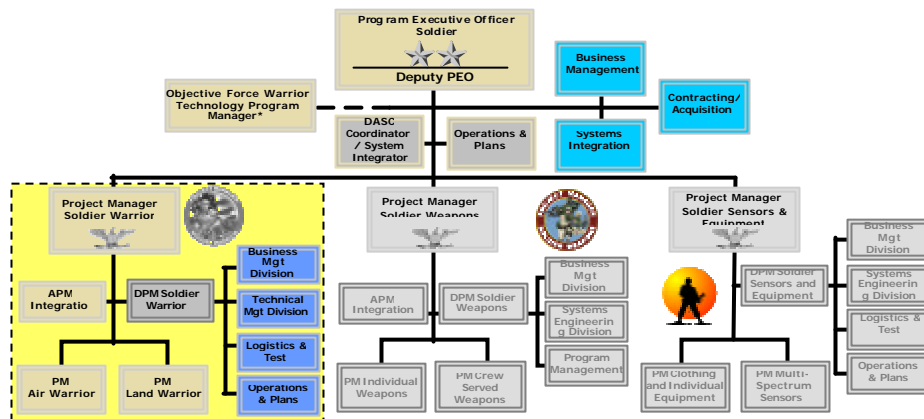 Program Executive Officer
Soldier
Deputy PEO
Business
Management
Objective Force Warrior
Technology Program
Manager*
Contracting/
Acquisition
DASC
Coordinator
/ System
Integrator
Operations &
Plans
Systems
Integration
Project Manager
Soldier Warrior
Project Manager
Soldier Weapons
Project Manager
Soldier Sensors &
Equipment
Business
Mgt
Division
APM
Integratio
DPM Soldier
Warrior
Technical
Mgt Division
Logistics &
Test
Operations
& Plans
PM
Air Warrior
PM
Land Warrior
APM
Integration
DPM Soldier
Weapons
Business
Mgt
Division
Systems
Engineerin
g Division
Program
Management
PM Individual
Weapons
PM Crew
Served
Weapons
DPM Soldier
Sensors and
Equipment
Business
Mgt
Division
Systems
Engineerin
g Division
Logistics
& Test
Operations
& Plans
PM Clothing
and Individual
Equipment
PM Multi-
Spectrum
Sensors